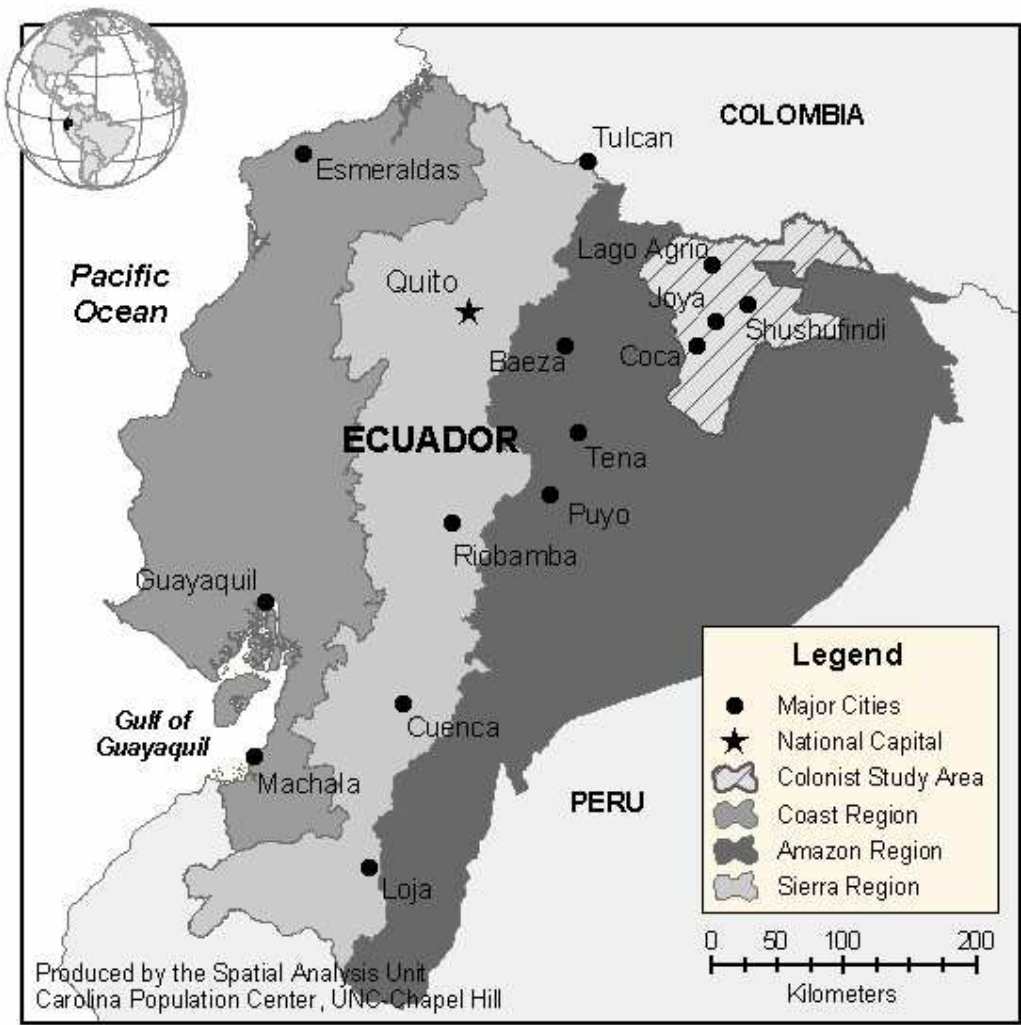 COLOMBIA
Tulcan
Esmeraldas
Lago Agrio
Pacific
Ocean
Quito
Joya
Shushufindi
Baeza
Coca
ECUADOR
Tena
Puyo
Riobamba
Guayaquil
Gulf of
Guayaquil
Cuenca
Machala
PERU
Loja
Legend
Major Cities
National Capital
Colonist Study Area
Coast Region
Amazon Region
Sierra Region
0 50 100 200
Kilometers
Produced by the Spatial Analysis Unit
Carolina Population Center, UNC-Chapel Hill